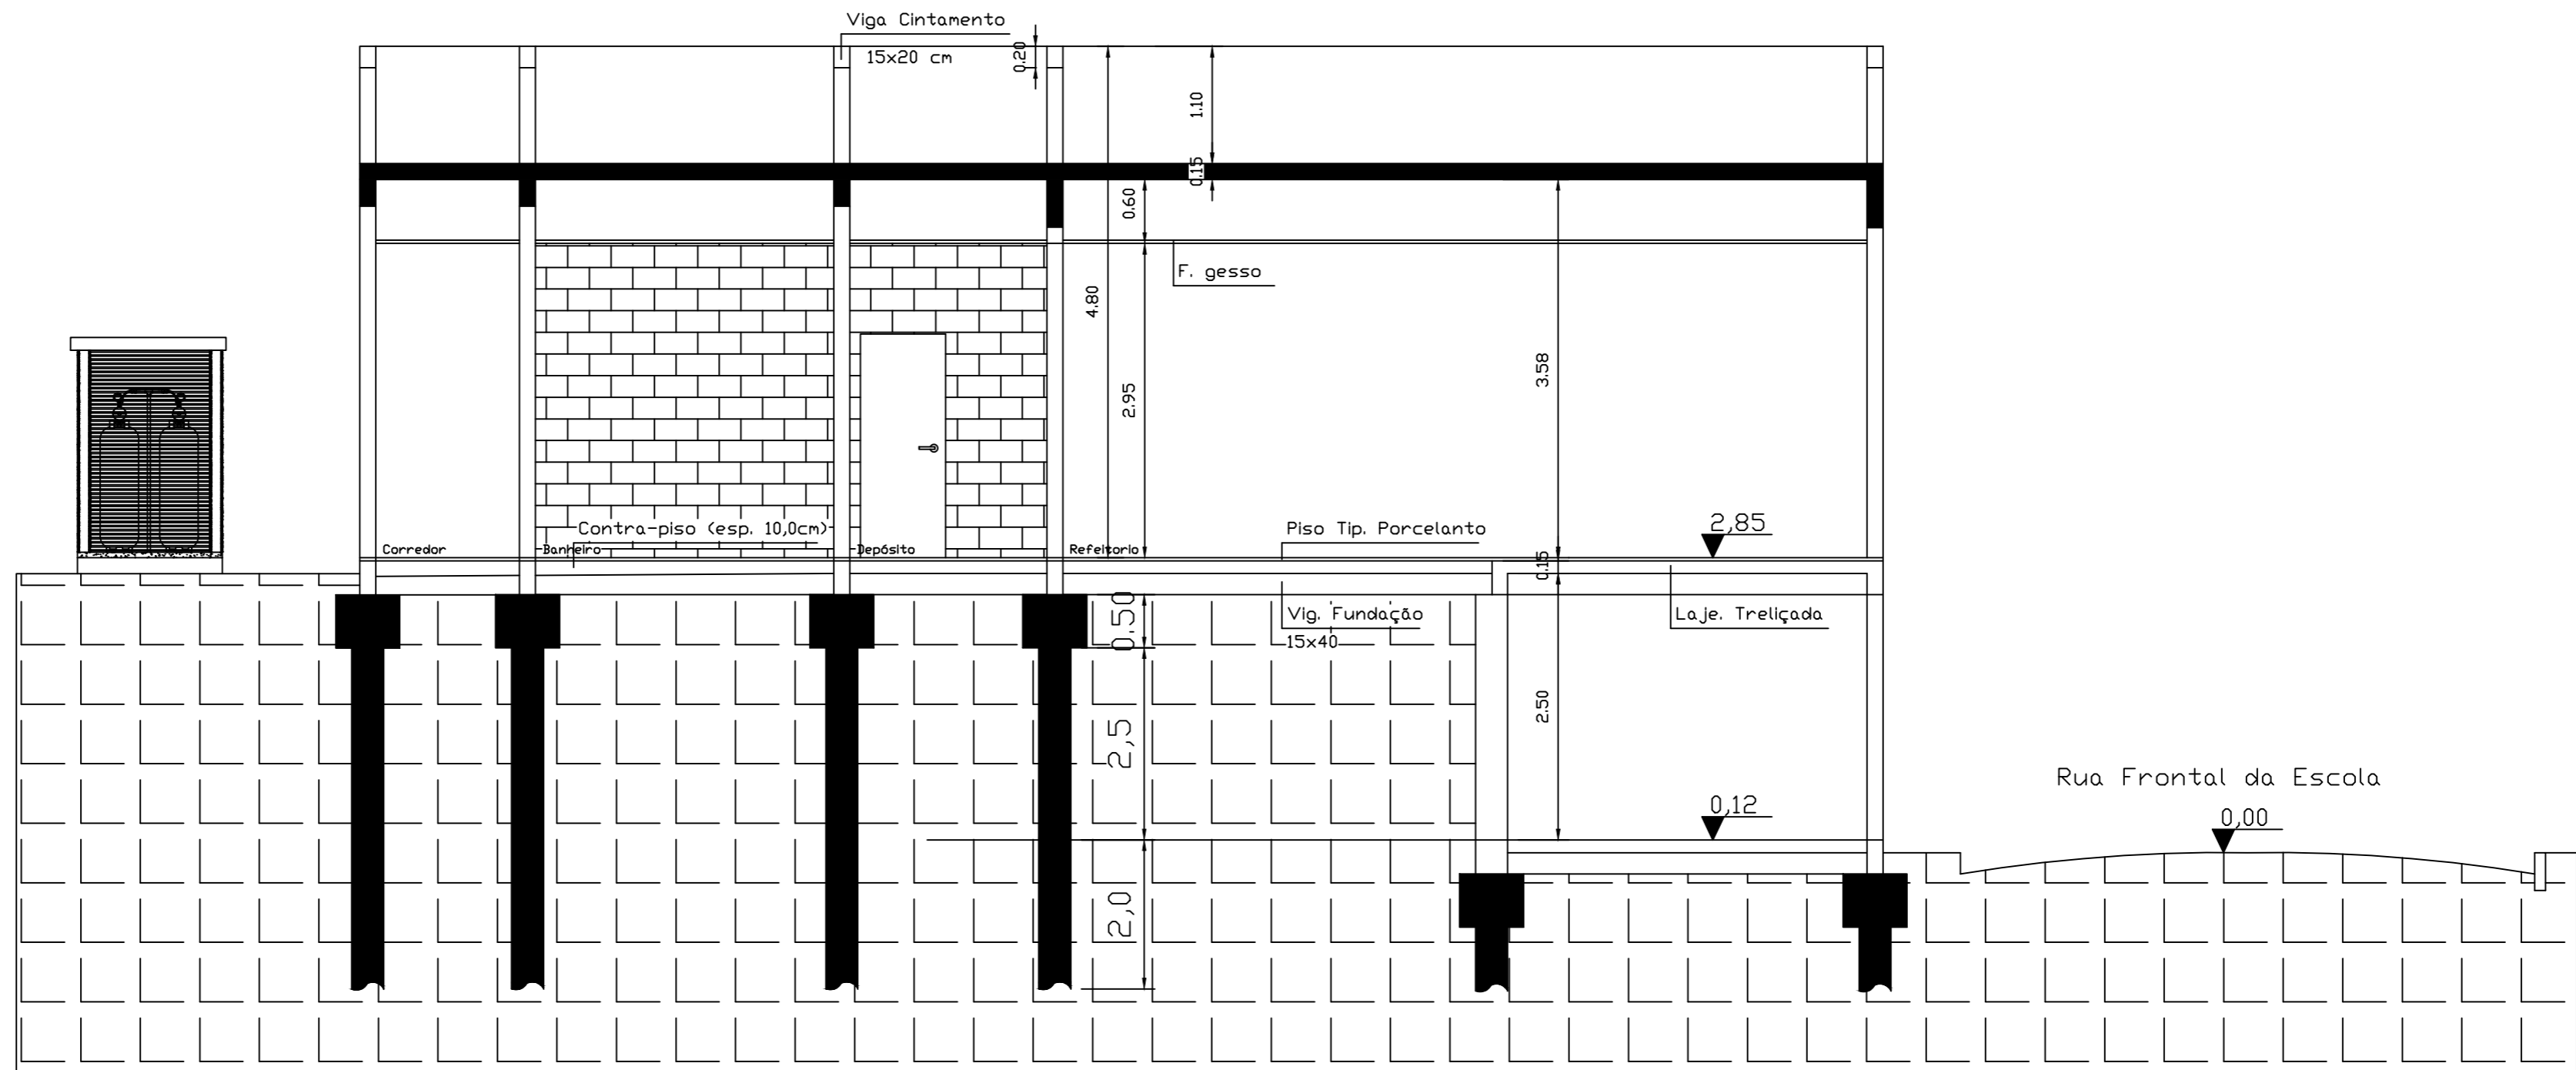 Viga Cintamento
15x20 cm
0.20
1.10
0.15
0.60
F. gesso
4.80
2.95
3.58
Contra-piso (esp. 10,0cm)
Piso Tip. Porcelanto
2,85
Corredor
Banheiro
Depósito
Refeitorio
0.15
0.50
Vig. Fundação
15x40
Laje. Treliçada
2,5
2.50
Rua Frontal da Escola
0,12
0,00
2,0